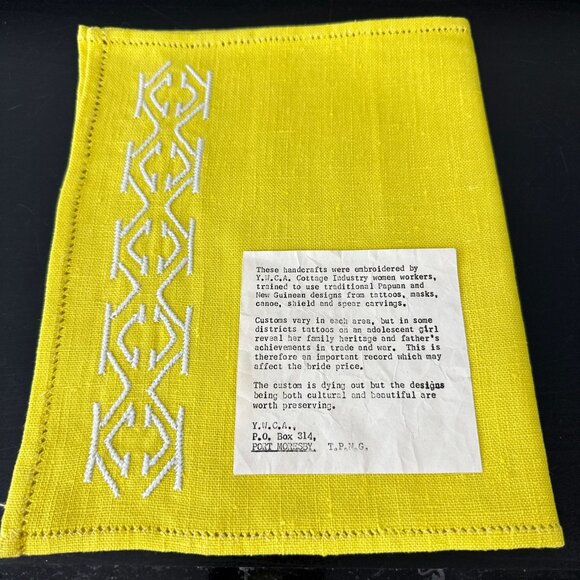 These handcrafts were embroidered by
Y.W.C.A. Cottage Industry women workers,
trained to use traditional Papuan and
New Guinean designs from tattoos, masks,
canoe, shield and spear carvings.
Customs vary in each area, but in some
districts tattoos on an adolescent girl
reveal her family heritage and father's
achievements in trade and war. This is
therefore an important record which may
affect the bride price.
The custom is dying out but the designs
being both cultural and beautiful are
worth preserving.
Y.W.C.A.,
P.O. Box 314,
PORT MORESBY. T.P.N.G.